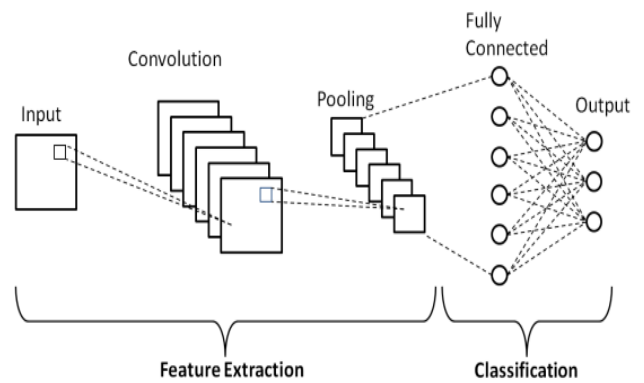 Input
Convolution
Pooling
Fully
Connected
Output
Feature Extraction
Classification